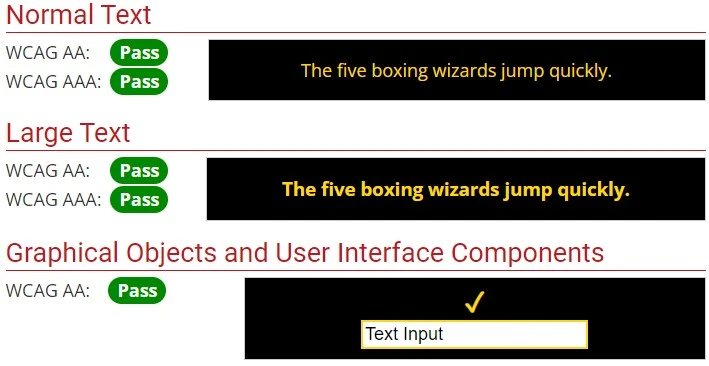 Normal Text
WCAG AA: Pass
WCAG AAA: Pass
The five boxing wizards jump quickly.
Large Text
WCAG AA: Pass
WCAG AAA: Pass
The five boxing wizards jump quickly.
Graphical Objects and User Interface Components
WCAG AA: Pass
✓
Text Input